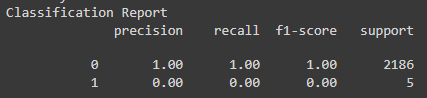 Classification Report
precision recall f1-score support
0 1.00 1.00 1.00 2186
1 0.00 0.00 0.00 5